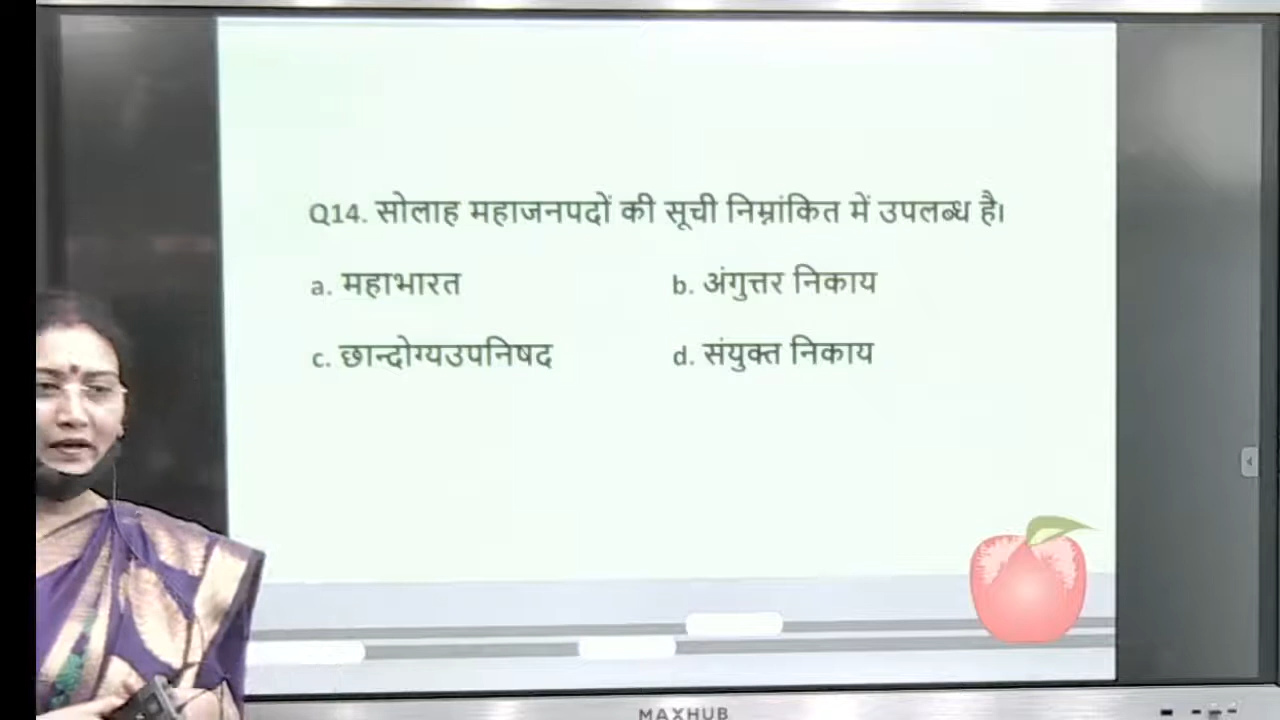 Q14. सोलाह महाजनपदों की सूची निम्नांकित में उपलब्ध है।
a. महाभारत b. अंगुत्तर निकाय
c. छान्दोग्यउपनिषद d. संयुक्त निकाय
MAXHUB